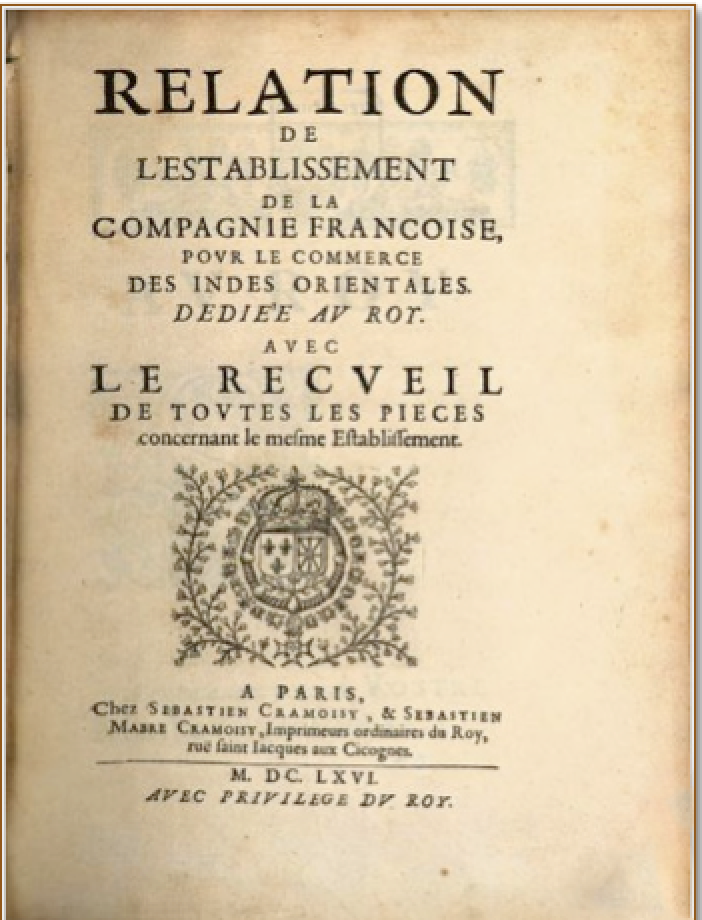 RELATION
DE
L'ESTABLISSEMENT
DE LA
COMPAGNIE FRANCOISE,
POVR LE COMMERCE
DES INDES ORIENTALES.
DEDIÉE AV ROY.
AVEC
LE RECVEIL
DE TOVTES LES PIECES
concernant le meſme Eſtabliſſement.
A PARIS,
Chez SEBASTIEN CRAMOISY, & SEBASTIEN
MABRE CRAMOISY, Imprimeurs ordinaires du Roy,
ruë ſaint Iacques aux Cicognes.
M. DC. LXVI.
AVEC PRIVILEGE DV ROY.